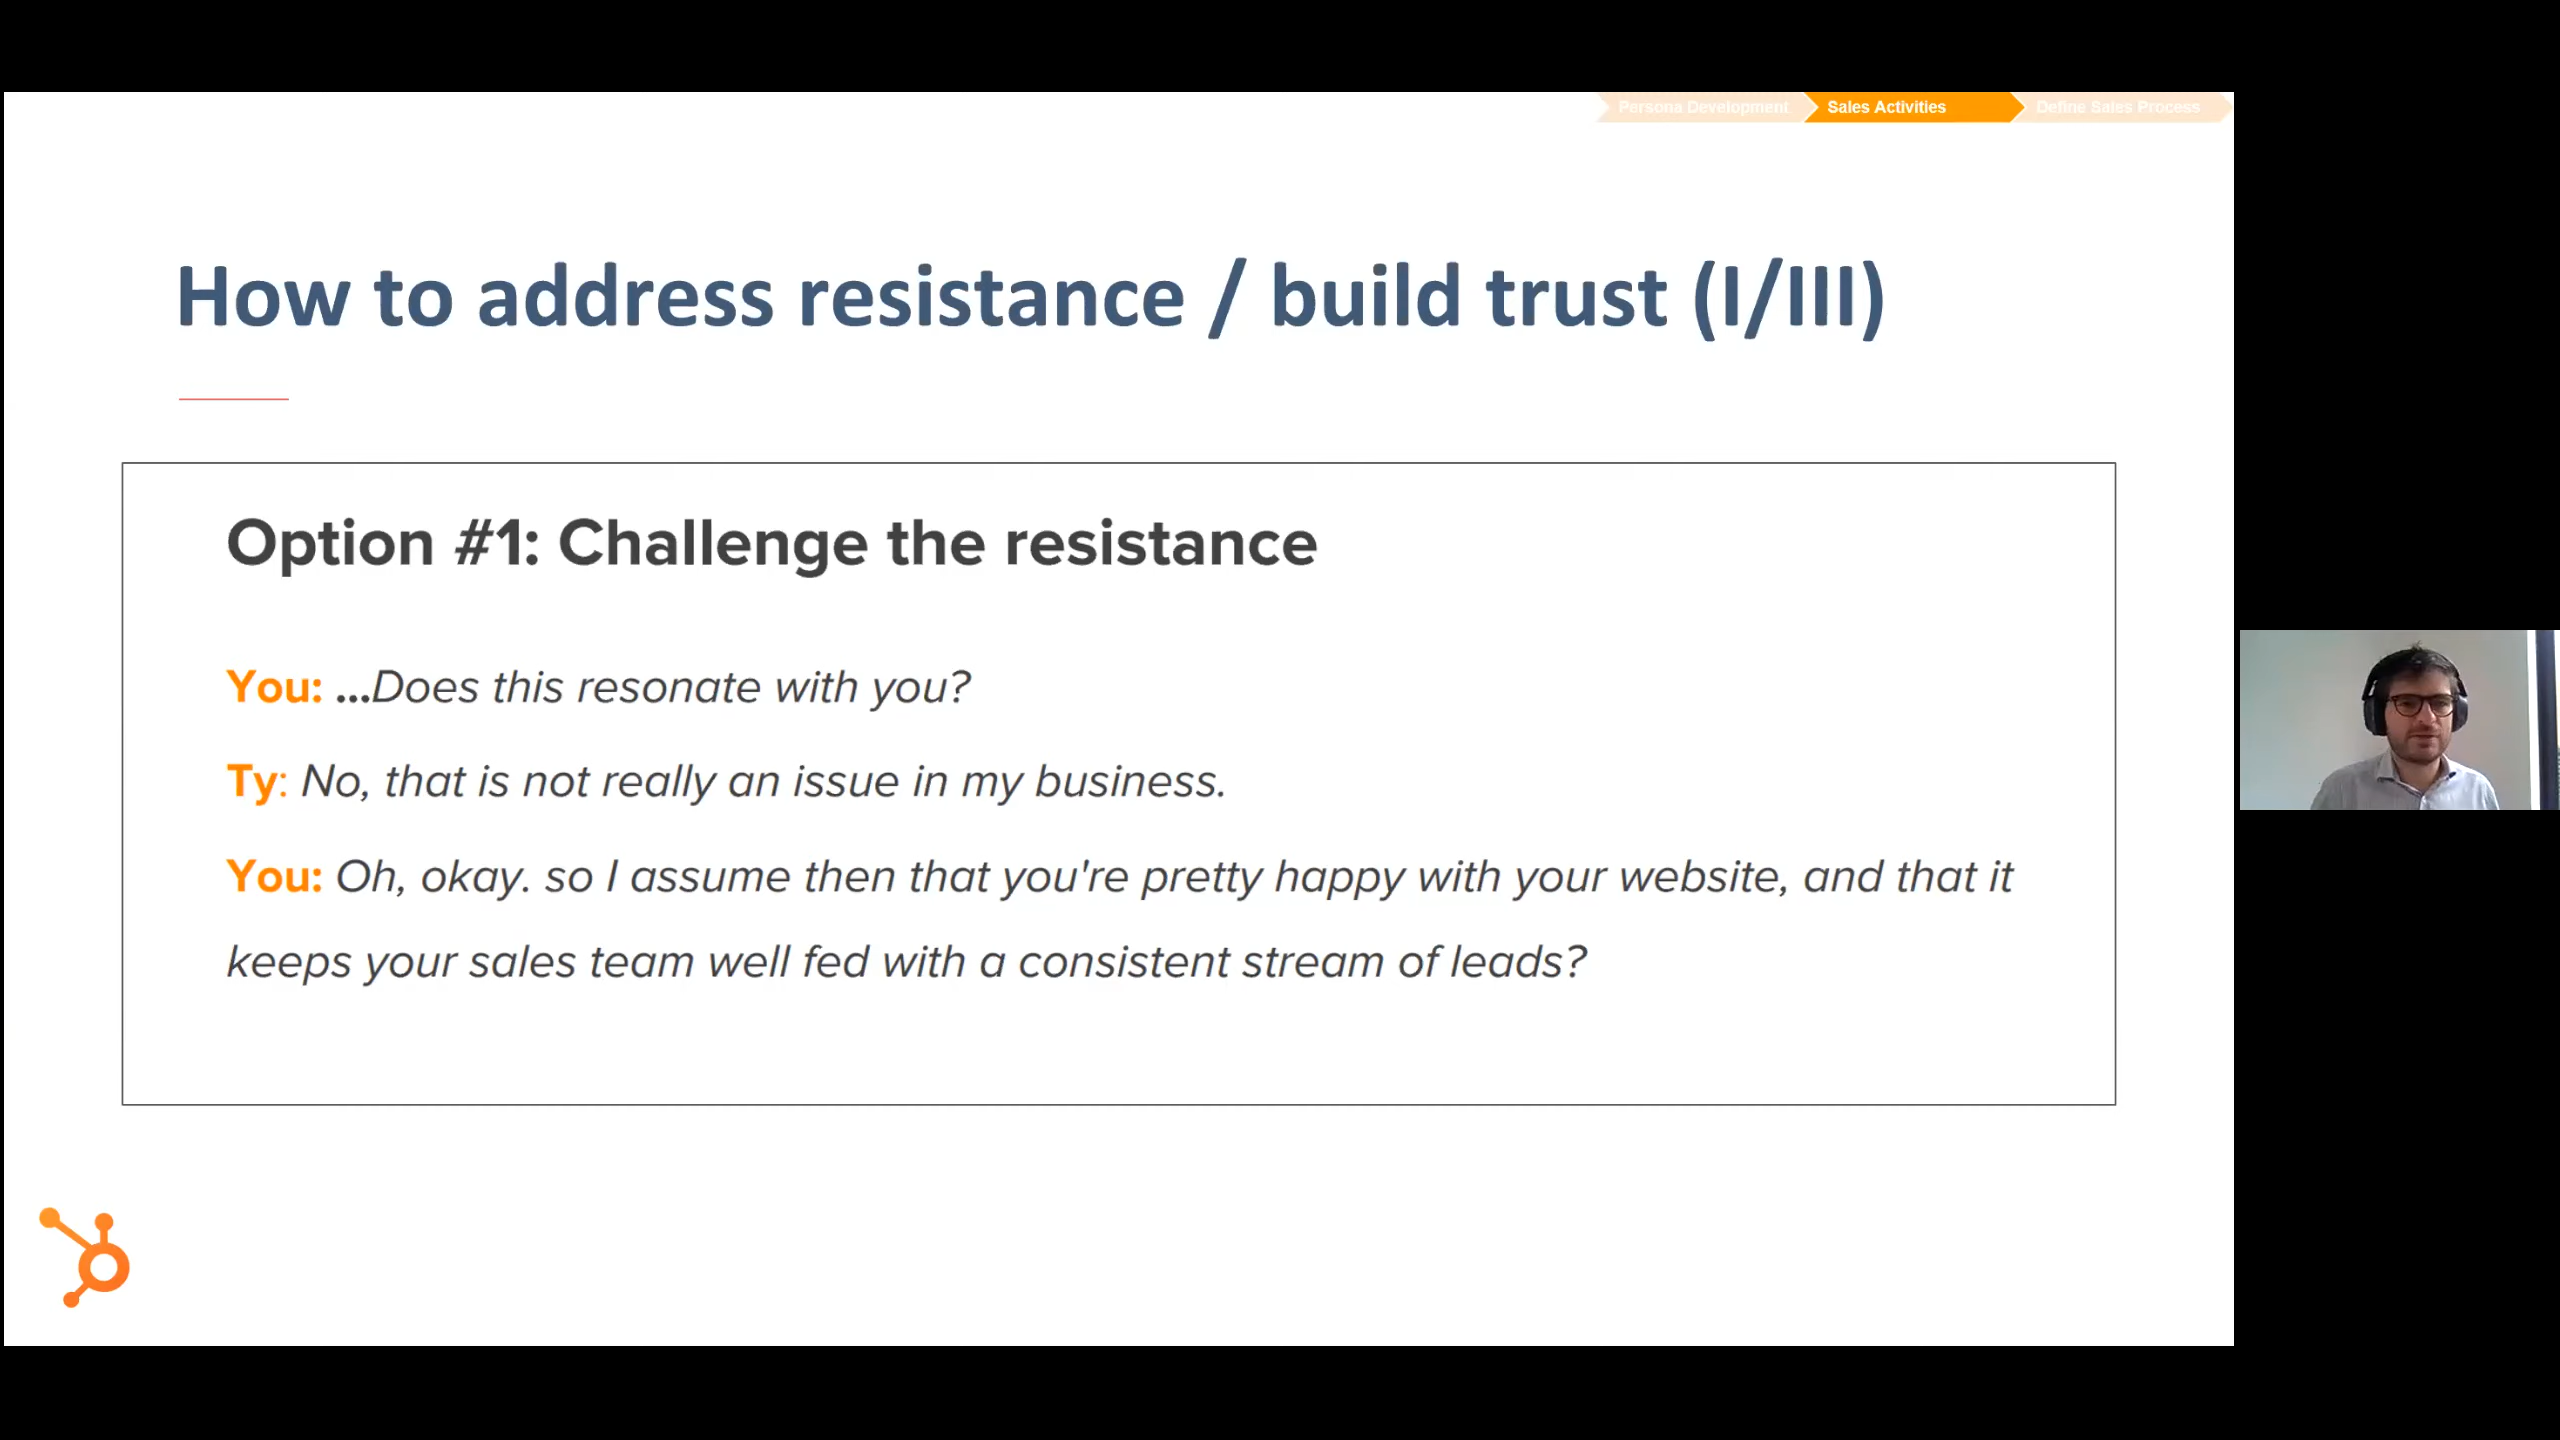 Persona Development
Sales Activities
Define Sales Process
How to address resistance / build trust (I/III)
Option #1: Challenge the resistance
You: ...Does this resonate with you?
Ty: No, that is not really an issue in my business.
You: Oh, okay. so I assume then that you're pretty happy with your website, and that it
keeps your sales team well fed with a consistent stream of leads?